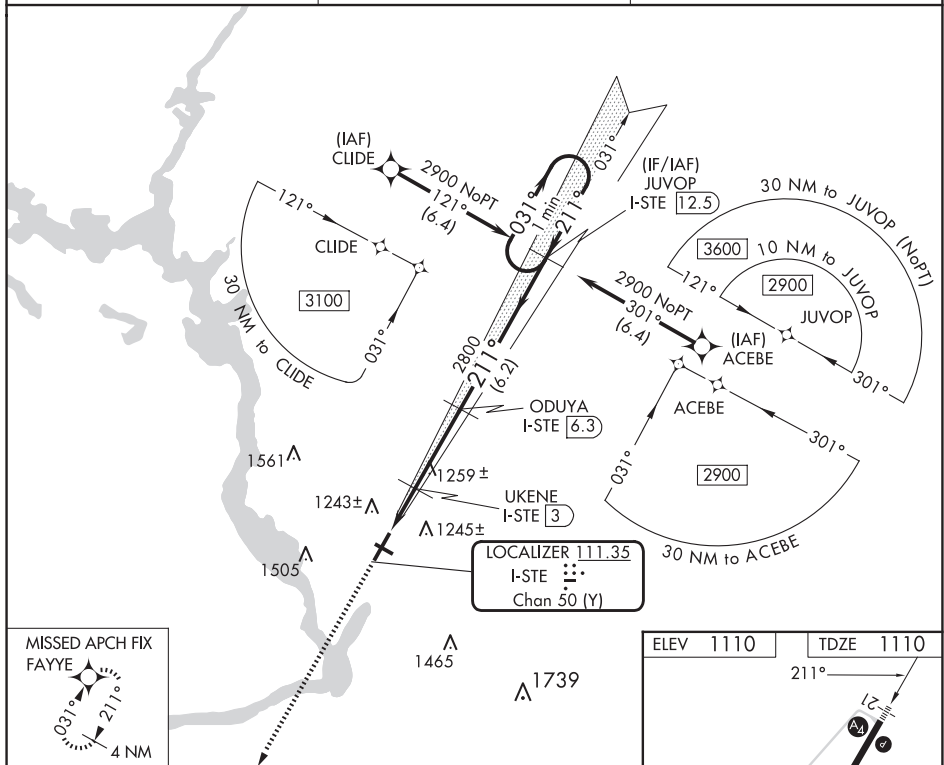 (IAF)
CLIDE
2900 NoPT
121°
(6.4)
031°
1 min
211°
031°
(IF/IAF)
JUVOP
I-STE 12.5
30 NM to JUVOP (NoPT)
3600
10 NM to JUVOP
2900
121°
JUVOP
301°
121°
CLIDE
3100
031°
30 NM to CLIDE
2900 NoPT
301°
(6.4)
(IAF)
ACEBE
ACEBE
031°
301°
2900
30 NM to ACEBE
2800
211°
(6.2)
ODUYA
I-STE 6.3
1561
1259 ±
1243±
UKENE
I-STE 3
1245±
1505
LOCALIZER 111.35
I-STE
Chan 50 (Y)
1465
1739
MISSED APCH FIX
FAYYE
031°
211°
4 NM
ELEV 1110
TDZE 1110
211°
21
A4
P